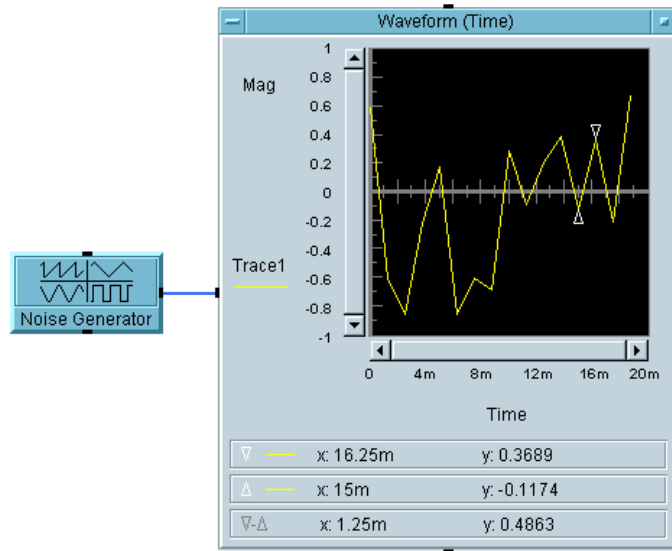 Waveform (Time)
Mag
1
0.8
0.6
0.4
0.2
0
-0.2
-0.4
-0.6
-0.8
-1
Trace1
Noise Generator
0 4m 8m 12m 16m 20m
Time
x: 16.25m y: 0.3689
x: 15m y: -0.1174
∇-Δ x: 1.25m y: 0.4863